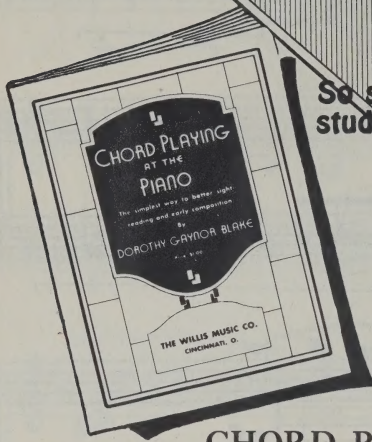 So
stud
CHORD PLAYING
AT THE
PIANO
The simplest way to better sight
reading and early composition
By
DOROTHY GAYNOR BLAKE
THE WILLIS MUSIC CO.
CINCINNATI, O.
CHORD P